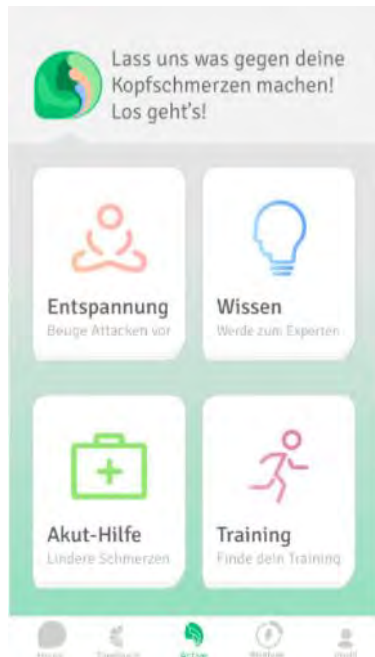 Lass uns was gegen deine
Kopfschmerzen machen!
Los geht's!
Entspannung
Beuge Attacken vor
Wissen
Werde zum Experten
Akut-Hilfe
Lindere Schmerzen
Training
Finde dein Training